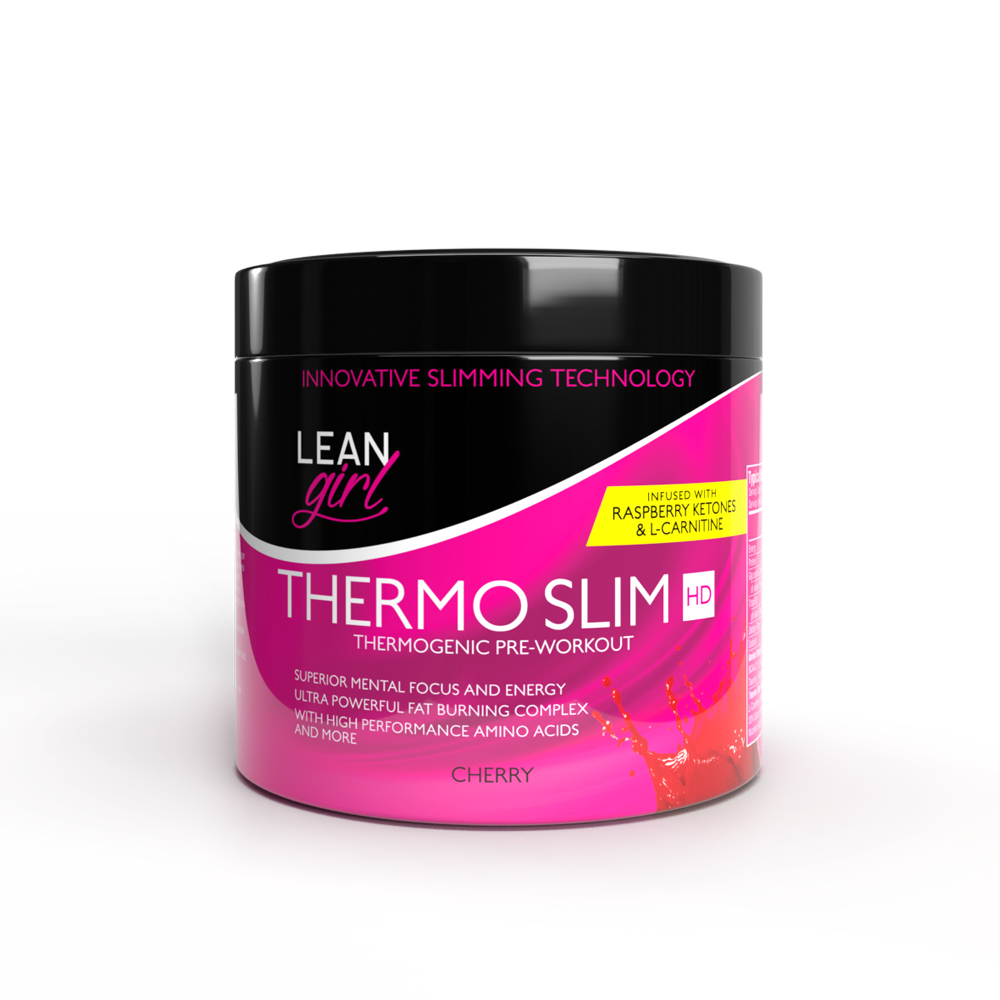 INNOVATIVE SLIMMING TECHNOLOGY
LEAN
girl
INFUSED WITH
RASPBERRY KETONES
& L-CARNITINE
THERMO SLIM HD
THERMOGENIC PRE-WORKOUT
SUPERIOR MENTAL FOCUS AND ENERGY
ULTRA POWERFUL FAT BURNING COMPLEX
WITH HIGH PERFORMANCE AMINO ACIDS
AND MORE
CHERRY